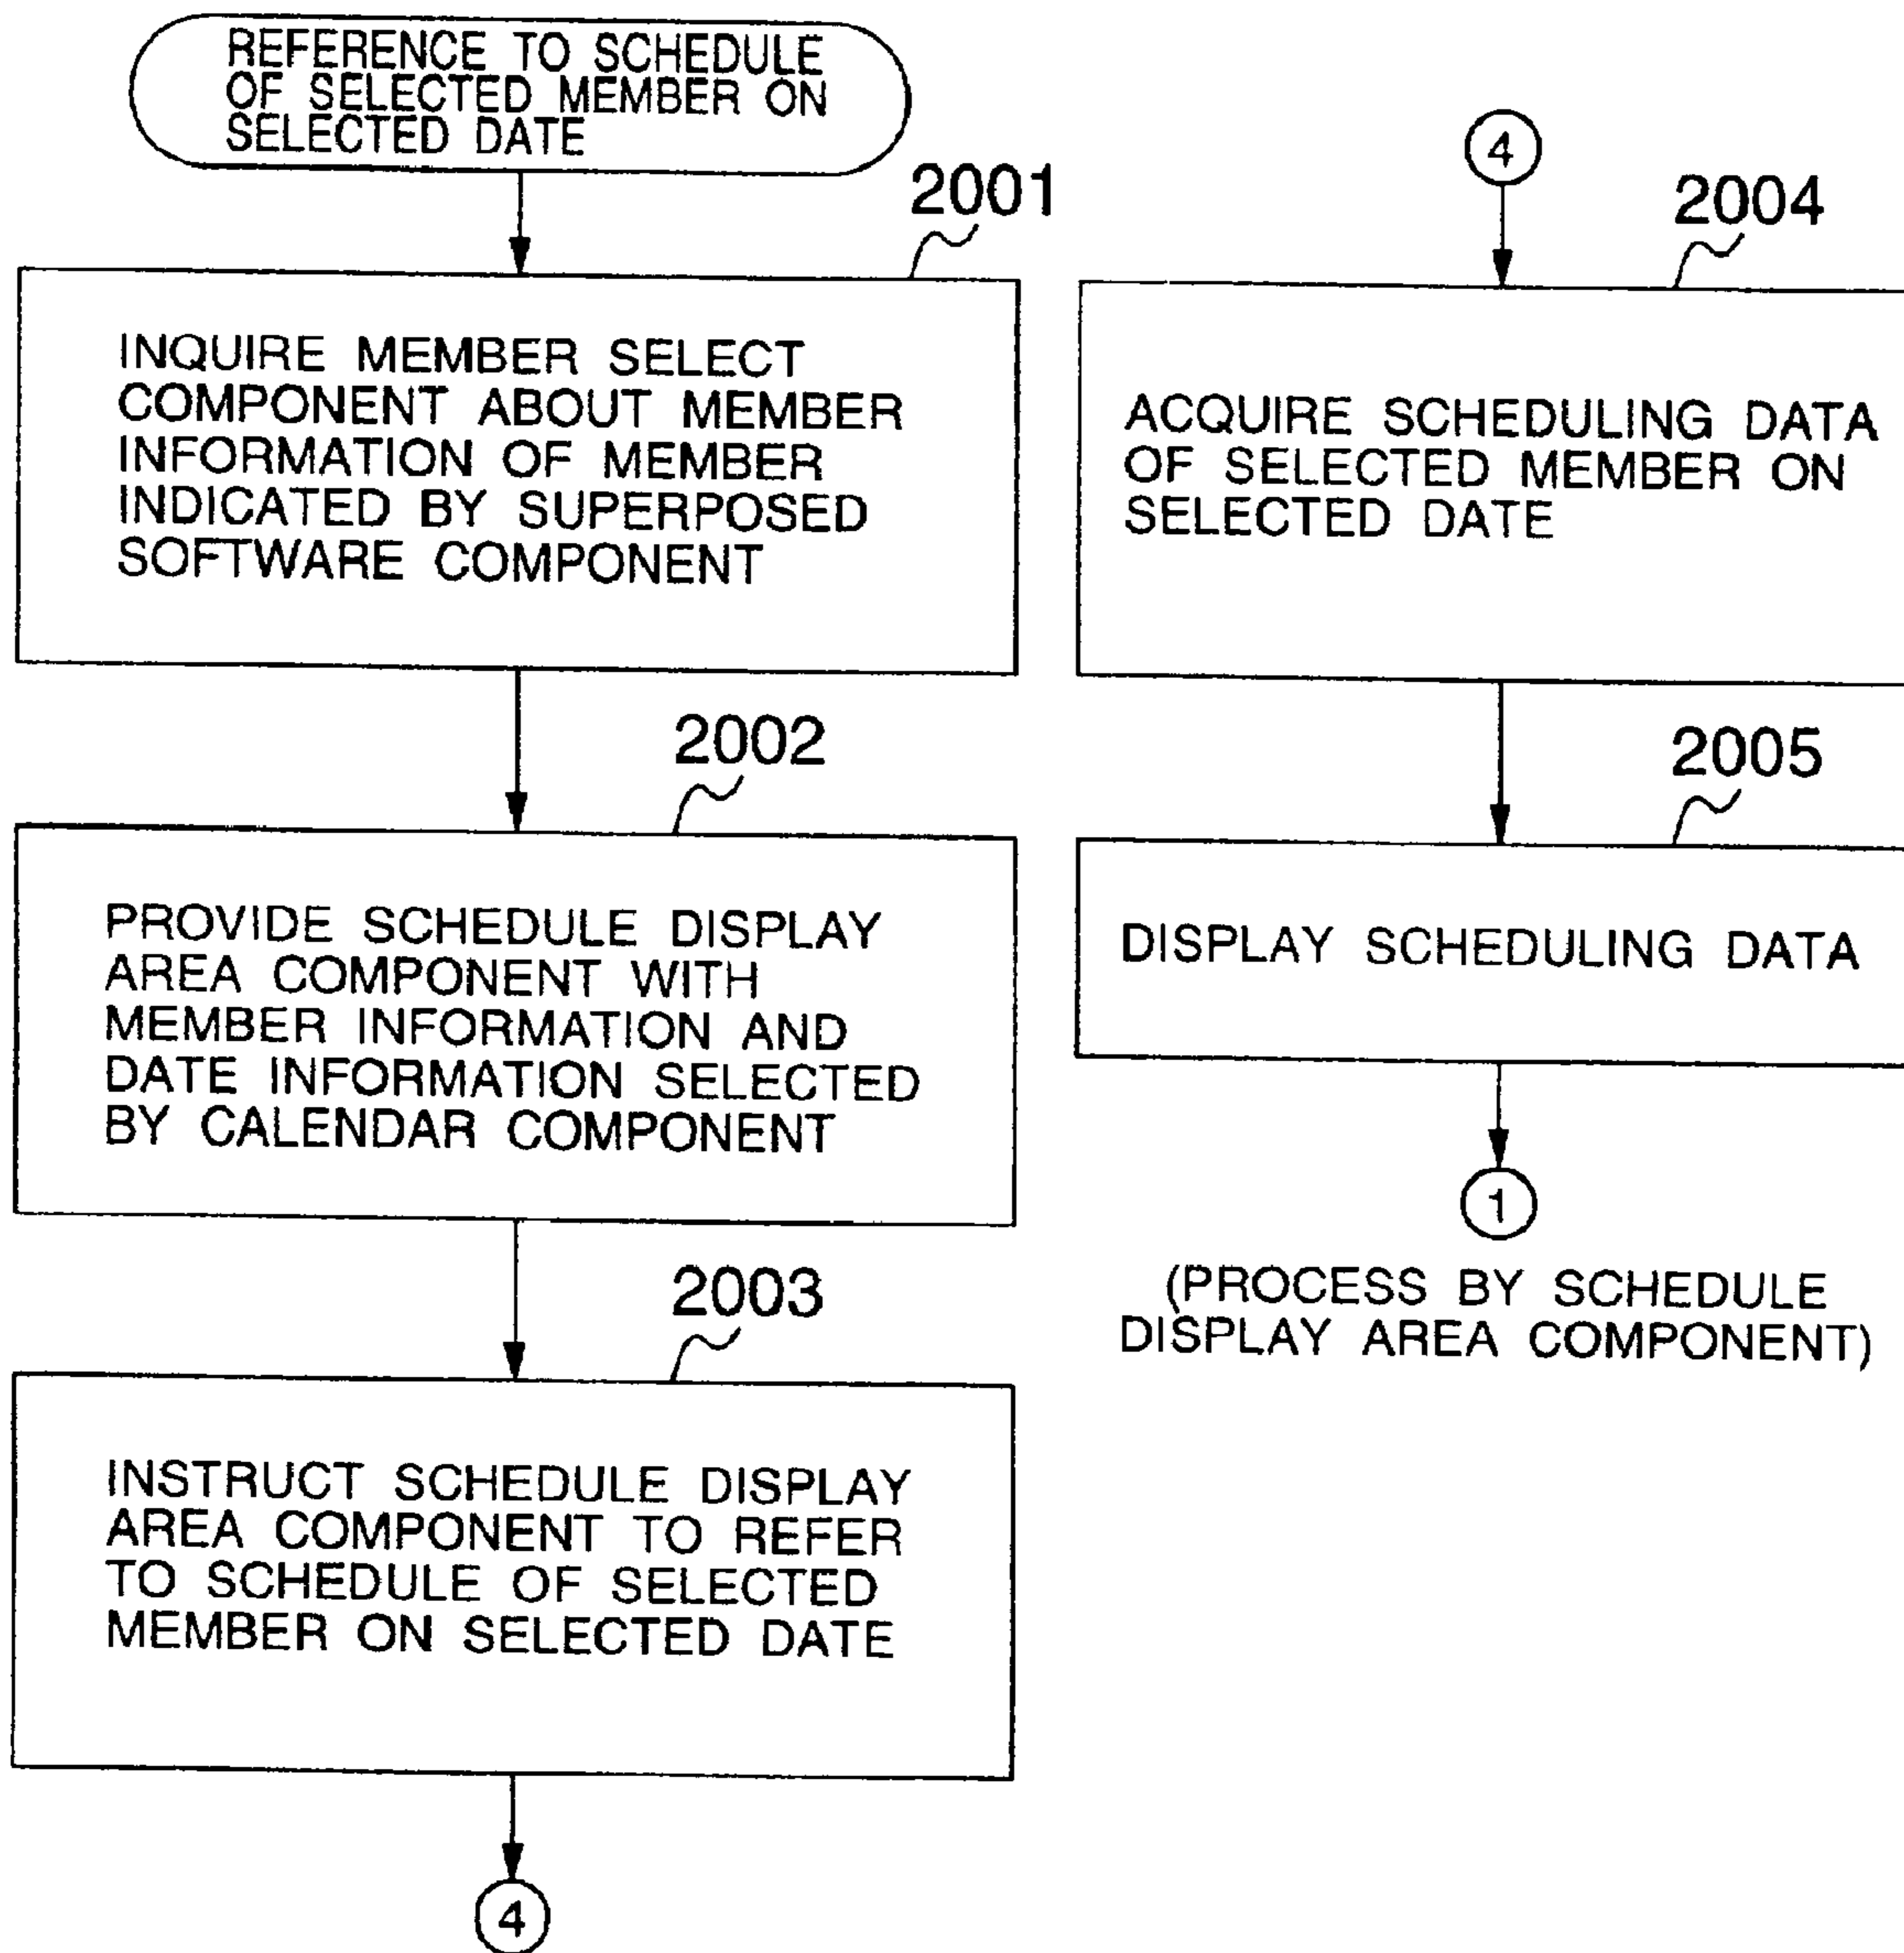 REFERENCE TO SCHEDULE
OF SELECTED MEMBER ON
SELECTED DATE
2001
INQUIRE MEMBER SELECT
COMPONENT ABOUT MEMBER
INFORMATION OF MEMBER
INDICATED BY SUPERPOSED
SOFTWARE COMPONENT
2002
PROVIDE SCHEDULE DISPLAY
AREA COMPONENT WITH
MEMBER INFORMATION AND
DATE INFORMATION SELECTED
BY CALENDAR COMPONENT
2003
INSTRUCT SCHEDULE DISPLAY
AREA COMPONENT TO REFER
TO SCHEDULE OF SELECTED
MEMBER ON SELECTED DATE
4
4
2004
ACQUIRE SCHEDULING DATA
OF SELECTED MEMBER ON
SELECTED DATE
2005
DISPLAY SCHEDULING DATA
1
(PROCESS BY SCHEDULE
DISPLAY AREA COMPONENT)